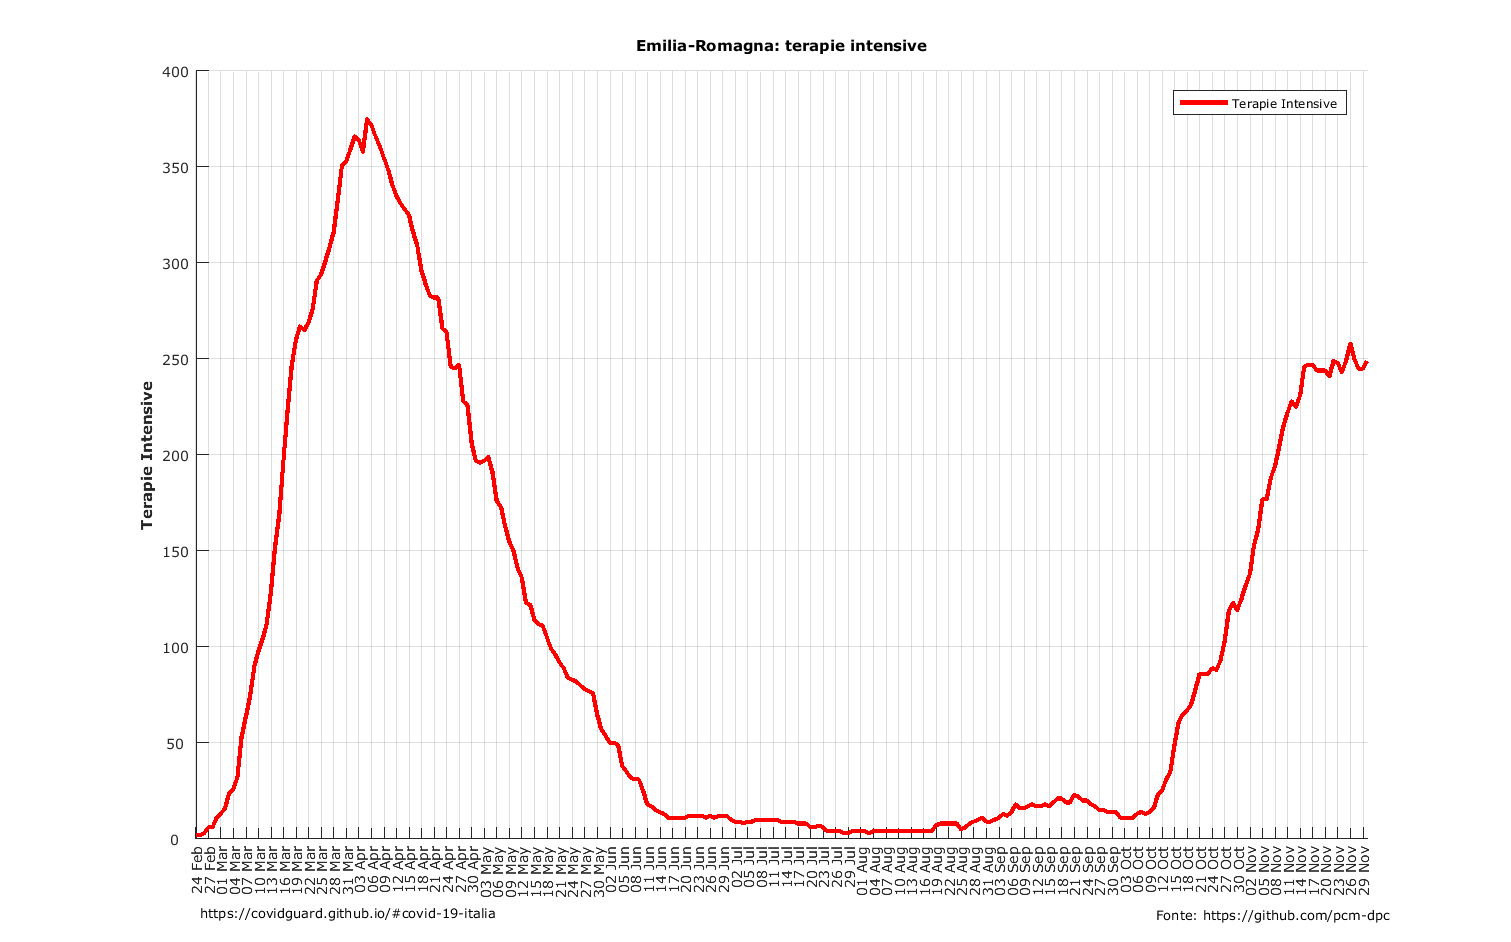 Emilia-Romagna: terapie intensive
400
350
300
250
200
150
100
50
0
Terapie Intensive
Terapie Intensive
24 Feb
27 Feb
01 Mar
04 Mar
07 Mar
10 Mar
13 Mar
16 Mar
19 Mar
22 Mar
25 Mar
28 Mar
31 Mar
03 Apr
06 Apr
09 Apr
12 Apr
15 Apr
18 Apr
21 Apr
24 Apr
27 Apr
30 Apr
03 May
06 May
09 May
12 May
15 May
18 May
21 May
24 May
27 May
30 May
02 Jun
05 Jun
08 Jun
11 Jun
14 Jun
17 Jun
20 Jun
23 Jun
26 Jun
29 Jun
02 Jul
05 Jul
08 Jul
11 Jul
14 Jul
17 Jul
20 Jul
23 Jul
26 Jul
29 Jul
01 Aug
04 Aug
07 Aug
10 Aug
13 Aug
16 Aug
19 Aug
22 Aug
25 Aug
28 Aug
31 Aug
03 Sep
06 Sep
09 Sep
12 Sep
15 Sep
18 Sep
21 Sep
24 Sep
27 Sep
30 Sep
03 Oct
06 Oct
09 Oct
12 Oct
15 Oct
18 Oct
21 Oct
24 Oct
27 Oct
30 Oct
02 Nov
05 Nov
08 Nov
11 Nov
14 Nov
17 Nov
20 Nov
23 Nov
26 Nov
29 Nov
https://covidguard.github.io/#covid-19-italia
Fonte: https://github.com/pcm-dpc